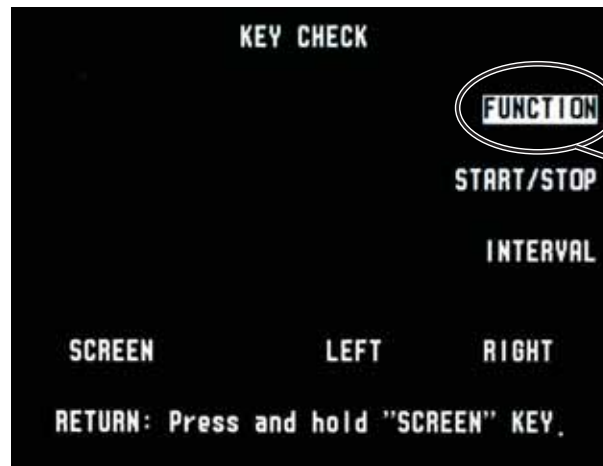 KEY CHECK
FUNCTION
START/STOP
INTERVAL
SCREEN LEFT RIGHT
RETURN: Press and hold ”SCREEN” KEY.